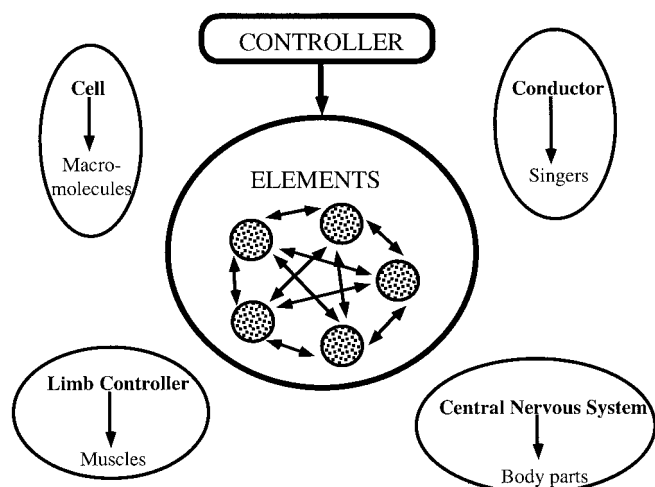 CONTROLLER
Cell
Macro-
molecules
Conductor
Singers
ELEMENTS
Limb Controller
Muscles
Central Nervous System
Body parts